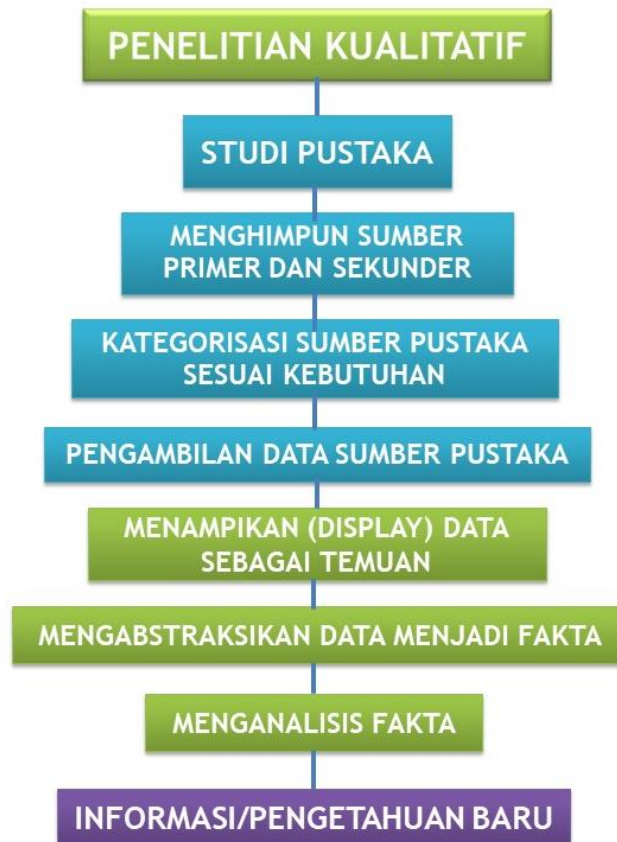 PENELITIAN KUALITATIF
STUDI PUSTAKA
MENGHIMPUN SUMBER
PRIMER DAN SEKUNDER
KATEGORISASI SUMBER PUSTAKA
SESUAI KEBUTUHAN
PENGAMBILAN DATA SUMBER PUSTAKA
MENAMPIKAN (DISPLAY) DATA
SEBAGAI TEMUAN
MENGABSTRAKSIKAN DATA MENJADI FAKTA
MENGANALISIS FAKTA
INFORMASI/PENGETAHUAN BARU